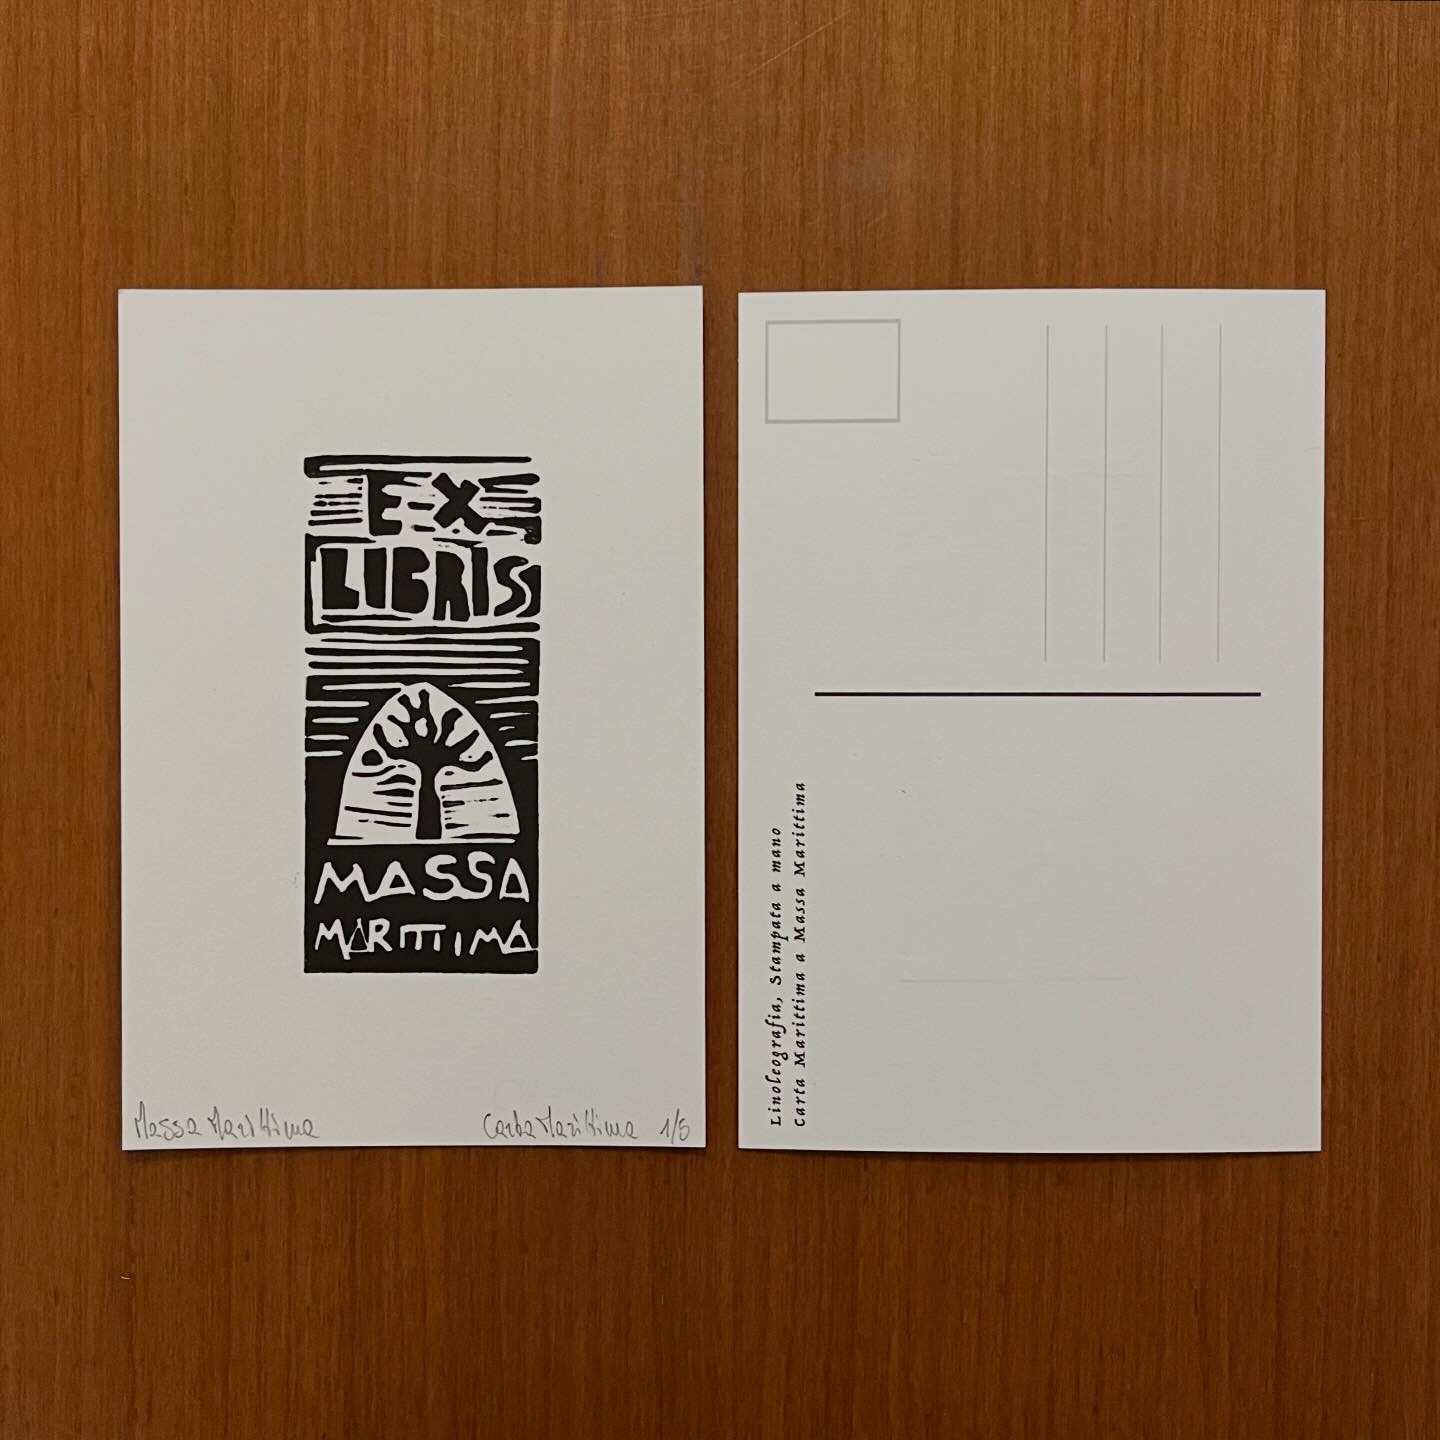 EX
LIBRIS
MASSA
MARITTIMA
Massa Marittima
Carta Marittima 1/5
Linoleografia, Stampata a mano
Carta Marittima a Massa Marittima